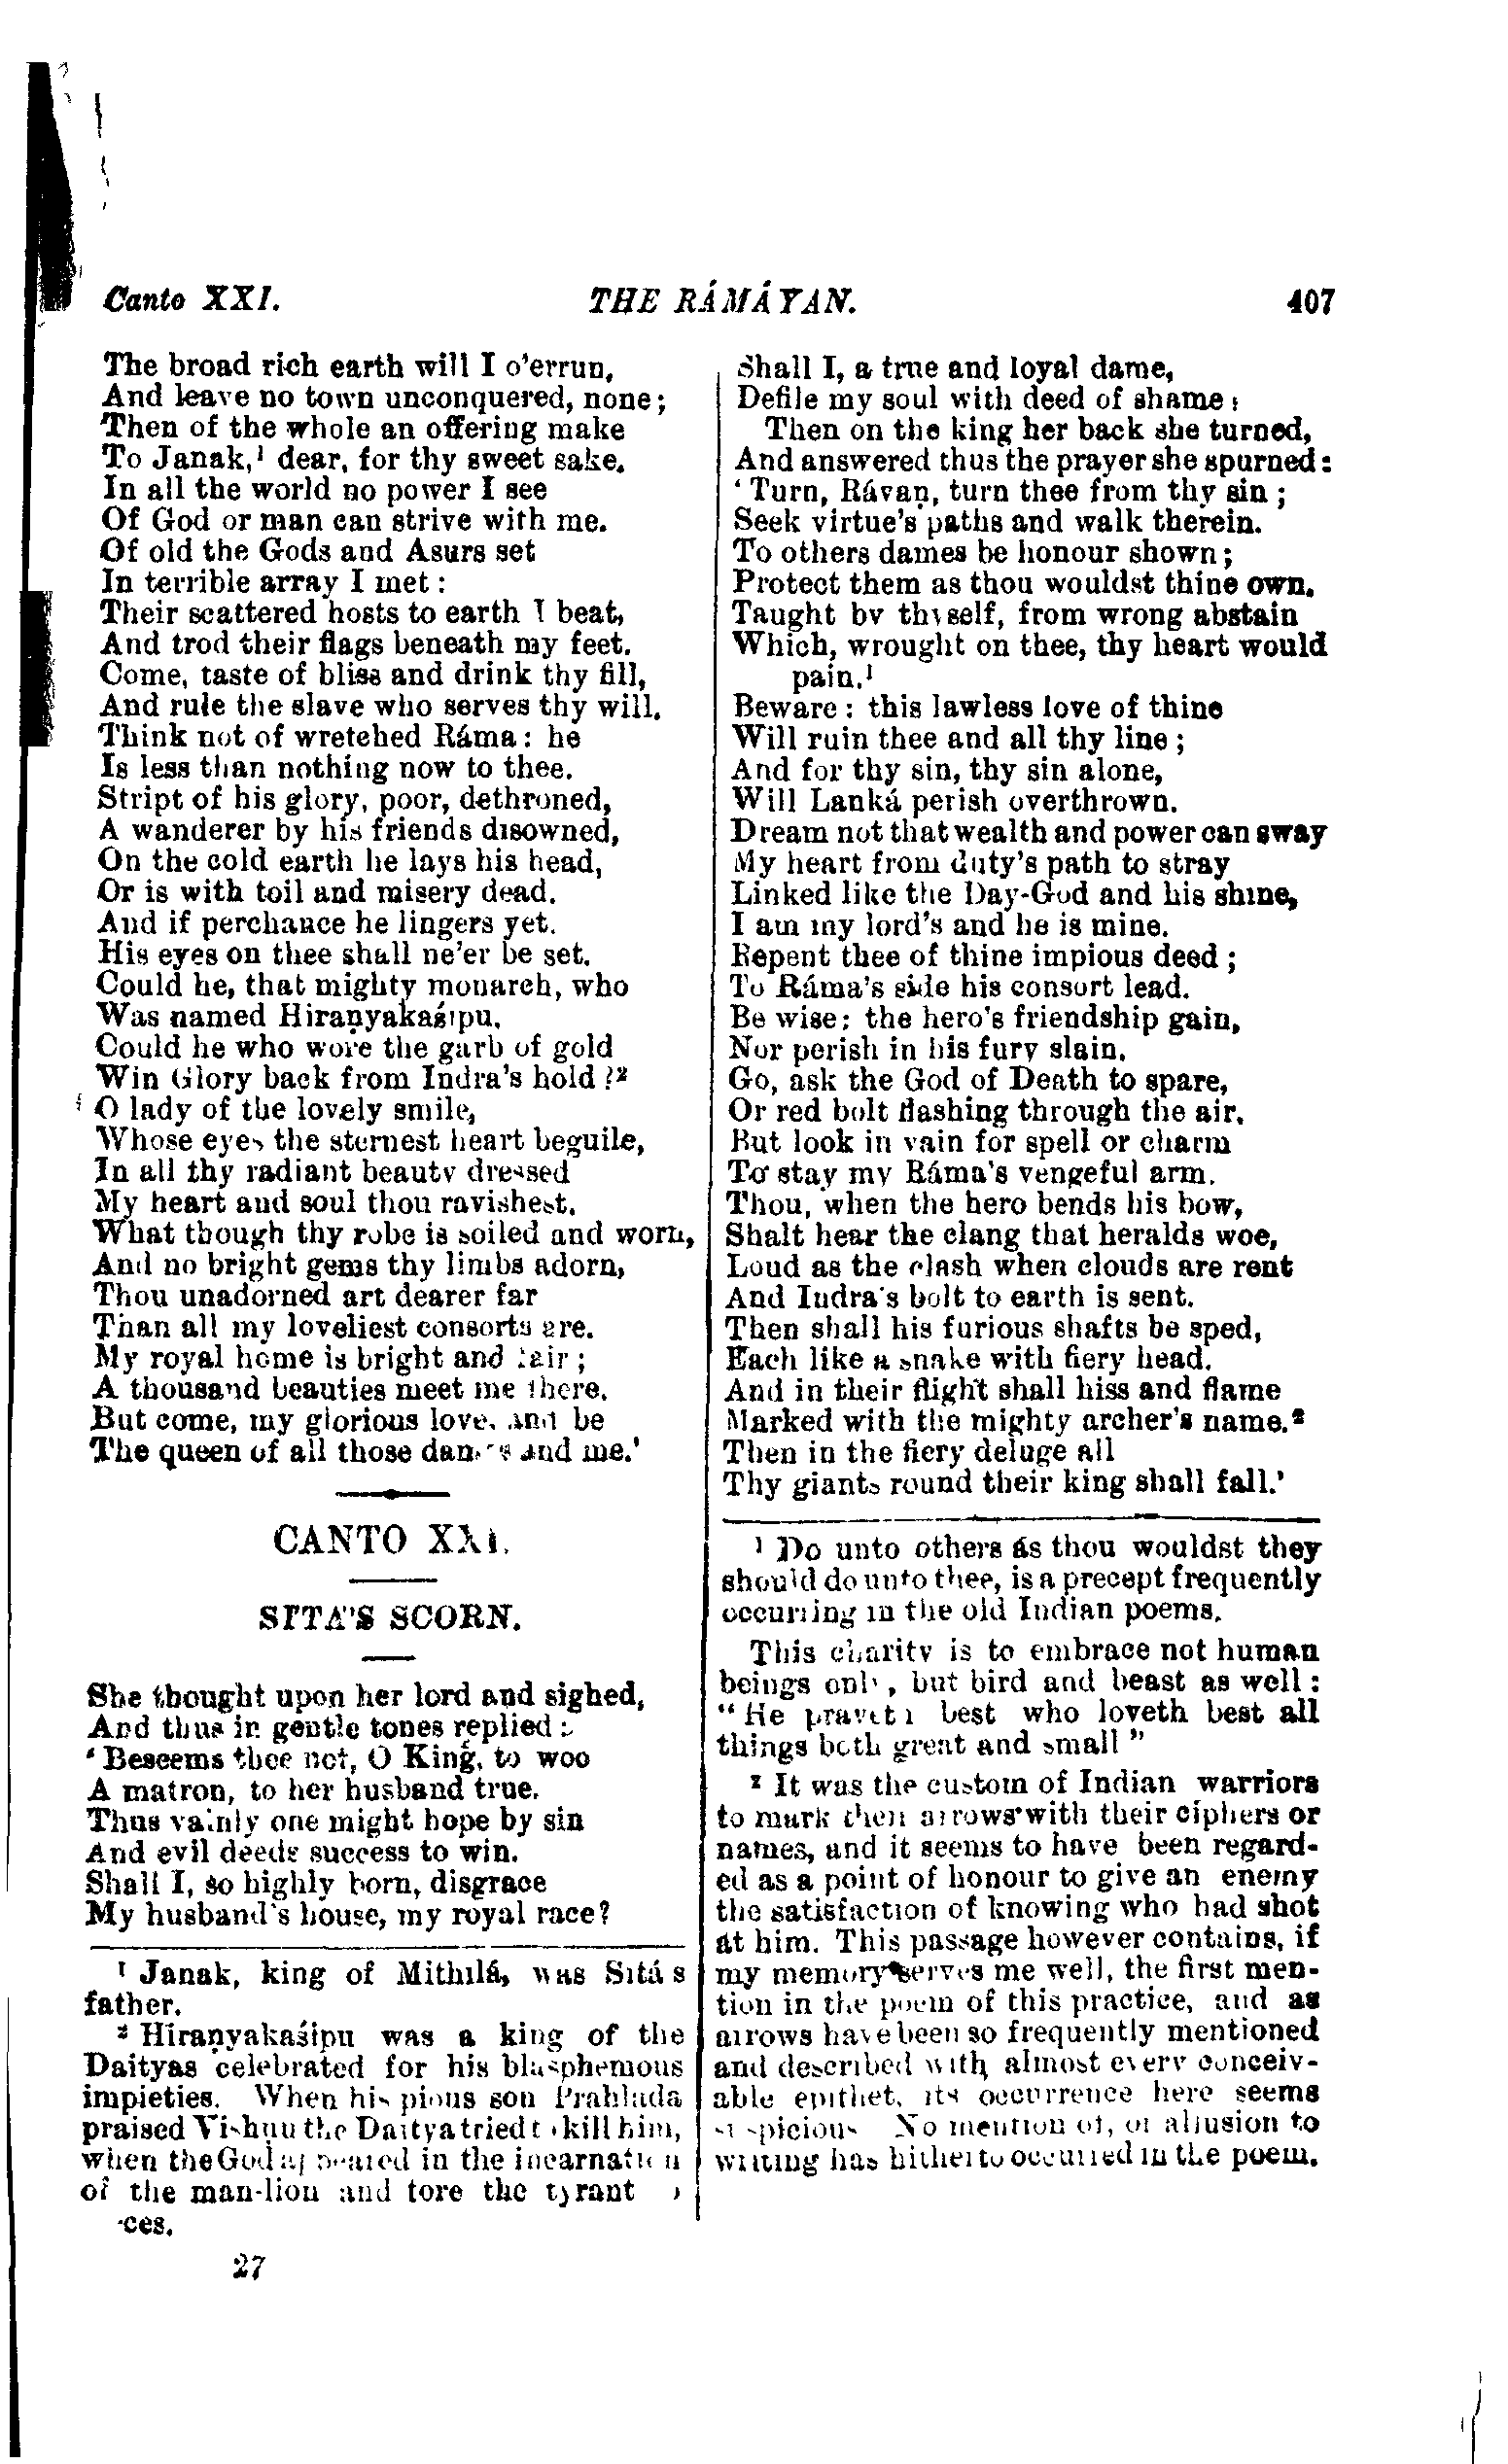 Canto XXI.
THE RÁMÁYAN.
407
The broad rich earth will I o'errun,
And leave no town unconquered, none;
Then of the whole an offering make
To Janak,¹ dear, for thy sweet sake.
In all the world no power I see
Of God or man can strive with me.
Of old the Gods and Asurs set
In terrible array I met:
Their scattered hosts to earth I beat,
And trod their flags beneath my feet.
Come, taste of bliss and drink thy fill,
And rule the slave who serves thy will.
Think not of wretched Ráma: he
Is less than nothing now to thee.
Stript of his glory, poor, dethroned,
A wanderer by his friends disowned,
On the cold earth he lays his head,
Or is with toil and misery dead.
And if perchance he lingers yet.
His eyes on thee shall ne'er be set.
Could he, that mighty monarch, who
Was named Hiraṇyakaśipu,
Could he who wore the garb of gold
Win Glory back from Indra's hold?²
O lady of the lovely smile,
Whose eyes the sternest heart beguile,
In all thy radiant beauty dressed
My heart and soul thou ravishest.
What though thy robe is soiled and worn,
And no bright gems thy limbs adorn,
Thou unadorned art dearer far
Than all my loveliest consorts are.
My royal home is bright and fair;
A thousand beauties meet me there.
But come, my glorious love, and be
The queen of all those dames and me.'
CANTO XXI.
SÍTÁ'S SCORN.
She thought upon her lord and sighed,
And thus in gentle tones replied:
'Beseems thee not, O King, to woo
A matron, to her husband true.
Thus vainly one might hope by sin
And evil deeds success to win.
Shall I, so highly born, disgrace
My husband's house, my royal race?
¹ Janak, king of Mithilá, was Sítá's
father.
² Hiraṇyakaśipu was a king of the
Daityas celebrated for his blasphemous
impieties. When his pious son Prahlada
praised Vishṇu the Daitya tried to kill him,
when the God appeared in the incarnation
of the man-lion and tore the tyrant
ces.
27
Shall I, a true and loyal dame,
Defile my soul with deed of shame?
Then on the king her back she turned,
And answered thus the prayer she spurned:
'Turn, Rávaṇ, turn thee from thy sin;
Seek virtue's paths and walk therein.
To others dames be honour shown;
Protect them as thou wouldst thine own.
Taught by thyself, from wrong abstain
Which, wrought on thee, thy heart would
pain.¹
Beware: this lawless love of thine
Will ruin thee and all thy line;
And for thy sin, thy sin alone,
Will Lanká perish overthrown.
Dream not that wealth and power can sway
My heart from duty's path to stray
Linked like the Day-God and his shine,
I am my lord's and he is mine.
Repent thee of thine impious deed;
To Ráma's side his consort lead.
Be wise: the hero's friendship gain,
Nor perish in his fury slain.
Go, ask the God of Death to spare,
Or red bolt flashing through the air.
But look in vain for spell or charm
To stay my Ráma's vengeful arm.
Thou, when the hero bends his bow,
Shalt hear the clang that heralds woe,
Loud as the clash when clouds are rent
And Indra's bolt to earth is sent.
Then shall his furious shafts be sped,
Each like a snake with fiery head.
And in their flight shall hiss and flame
Marked with the mighty archer's name.²
Then in the fiery deluge all
Thy giants round their king shall fall.'
¹ Do unto others ás thou wouldst they
should do unto thee, is a precept frequently
occurring in the old Indian poems.
This charity is to embrace not human
beings only, but bird and beast as well:
"He prayeth best who loveth best all
things both great and small"
² It was the custom of Indian warriors
to mark their arrows with their ciphers or
names, and it seems to have been regard-
ed as a point of honour to give an enemy
the satisfaction of knowing who had shot
at him. This passage however contains, if
my memory serves me well, the first men-
tion in the poem of this practice, and as
arrows have been so frequently mentioned
and described with almost every conceiv-
able epithet, its occurrence here seems
suspicious No mention of, or allusion to
writing has hitherto occurred in the poem.